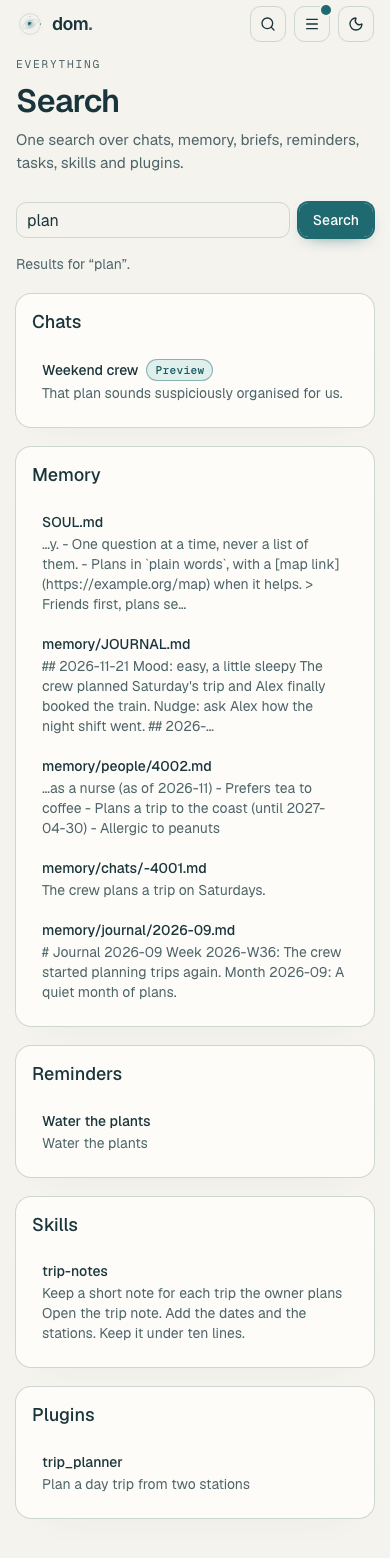 dom.
EVERYTHING
Search
One search over chats, memory, briefs, reminders,
tasks, skills and plugins.
plan
Search
Results for “plan”.
Chats
Weekend crew Preview
That plan sounds suspiciously organised for us.
Memory
SOUL.md
…y. - One question at a time, never a list of
them. - Plans in `plain words`, with a [map link]
(https://example.org/map) when it helps. >
Friends first, plans se…
memory/JOURNAL.md
## 2026-11-21 Mood: easy, a little sleepy The
crew planned Saturday's trip and Alex finally
booked the train. Nudge: ask Alex how the
night shift went. ## 2026-…
memory/people/4002.md
…as a nurse (as of 2026-11) - Prefers tea to
coffee - Plans a trip to the coast (until 2027-
04-30) - Allergic to peanuts
memory/chats/-4001.md
The crew plans a trip on Saturdays.
memory/journal/2026-09.md
# Journal 2026-09 Week 2026-W36: The crew
started planning trips again. Month 2026-09: A
quiet month of plans.
Reminders
Water the plants
Water the plants
Skills
trip-notes
Keep a short note for each trip the owner plans
Open the trip note. Add the dates and the
stations. Keep it under ten lines.
Plugins
trip_planner
Plan a day trip from two stations